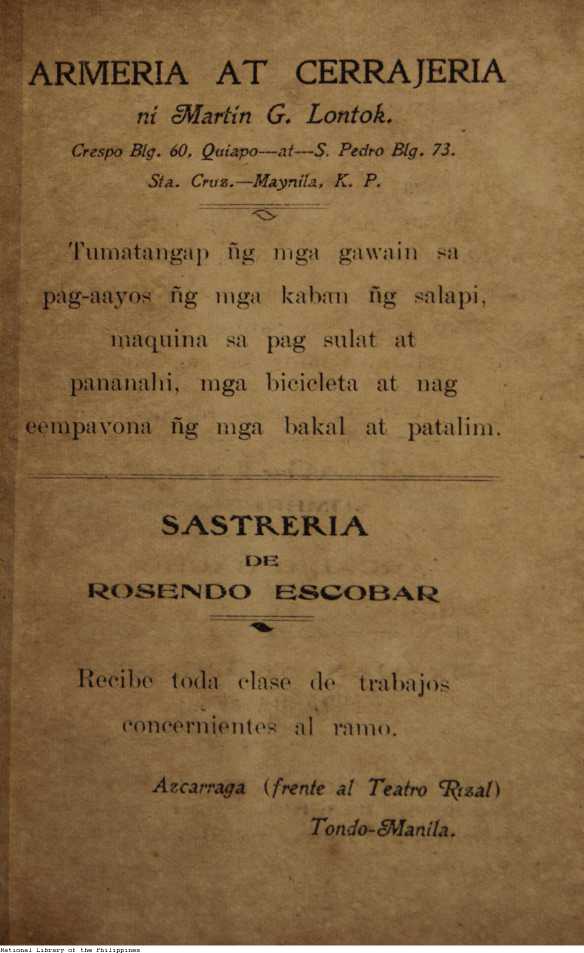 ARMERIA AT CERRAJERIA
ni Martín G. Lontok.
Crespo Blg. 60, Quiapo---at---S. Pedro Blg. 73.
Sta. Cruz.—Maynila, K. P.
Tumatangap ñg mga gawain sa
pag-aayos ñg mga kaban ñg salapi,
maquina sa pag sulat at
pananahi, mga bicicleta at nag
eempavona ñg mga bakal at patalim.
SASTRERIA
DE
ROSENDO ESCOBAR
Recibe toda clase de trabajos
concernientes al ramo.
Azcarraga (frente al Teatro Rizal)
Tondo-Manila.
National Library of the Philippines